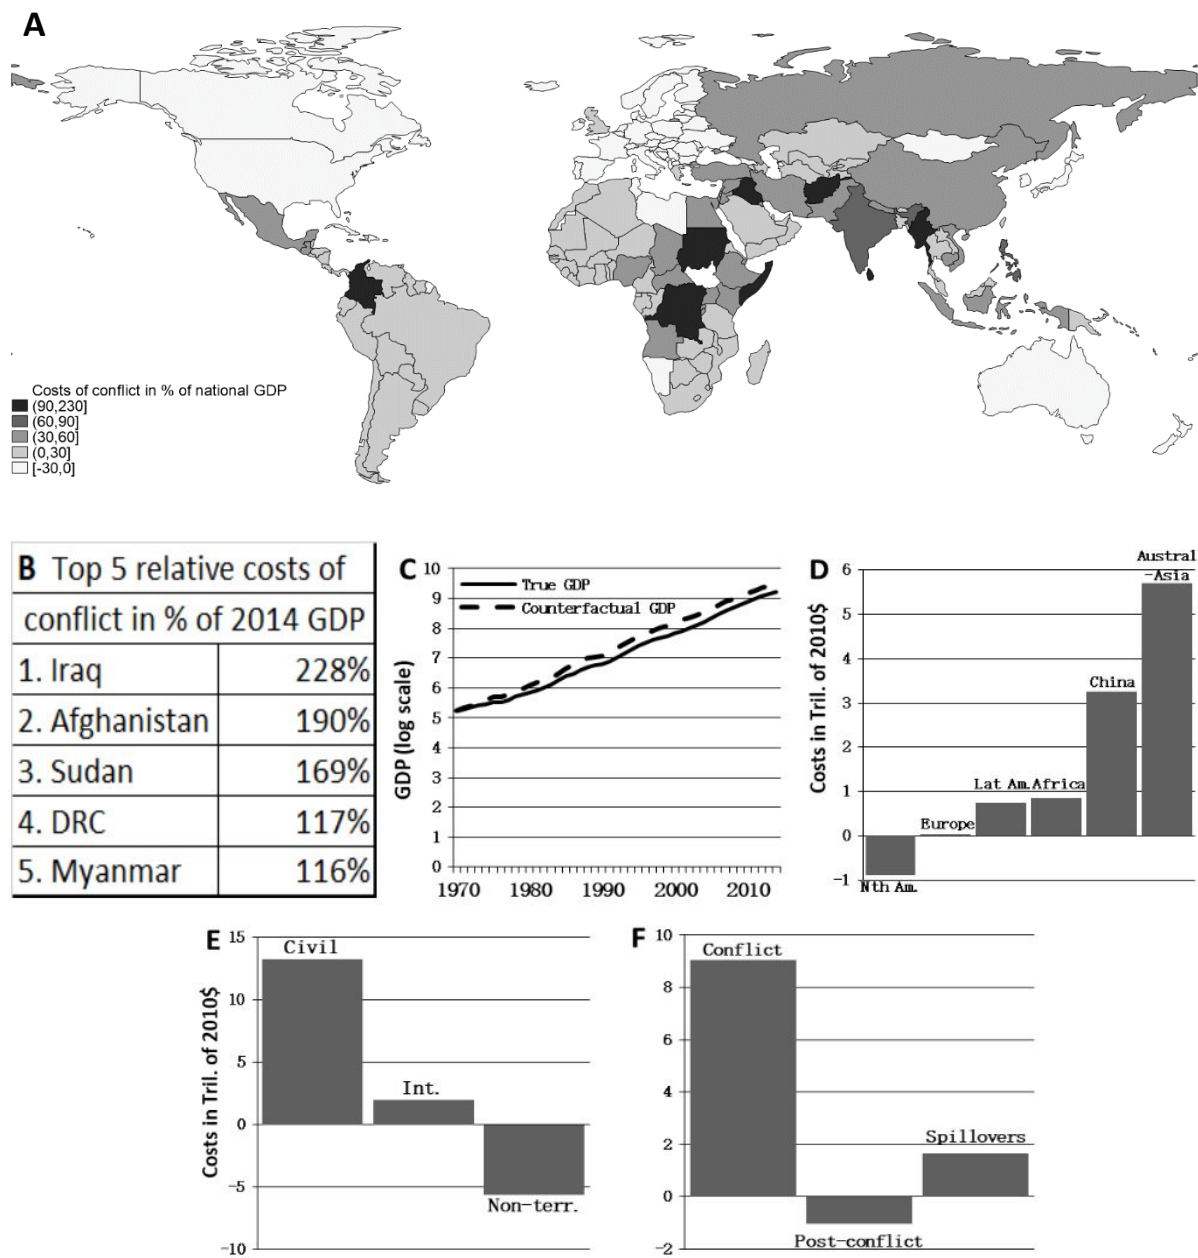 A
Costs of conflict in % of national GDP
(90,230]
(60,90]
(30,60]
(0,30]
[-30,0]
B Top 5 relative costs of
conflict in % of 2014 GDP
1. Iraq 228%
2. Afghanistan 190%
3. Sudan 169%
4. DRC 117%
5. Myanmar 116%
C
GDP (log scale)
10
9
8
7
6
5
4
3
2
1
0
True GDP
Counterfactual GDP
1970 1980 1990 2000 2010
D
Costs in Tril. of 2010$
6
5
4
3
2
1
0
-1
Nth Am.
Europe
Lat Am.
Africa
China
Austral
-Asia
E
Costs in Tril. of 2010$
15
10
5
0
-5
-10
Civil
Int.
Non-terr.
F
10
8
6
4
2
0
-2
Conflict
Post-conflict
Spillovers